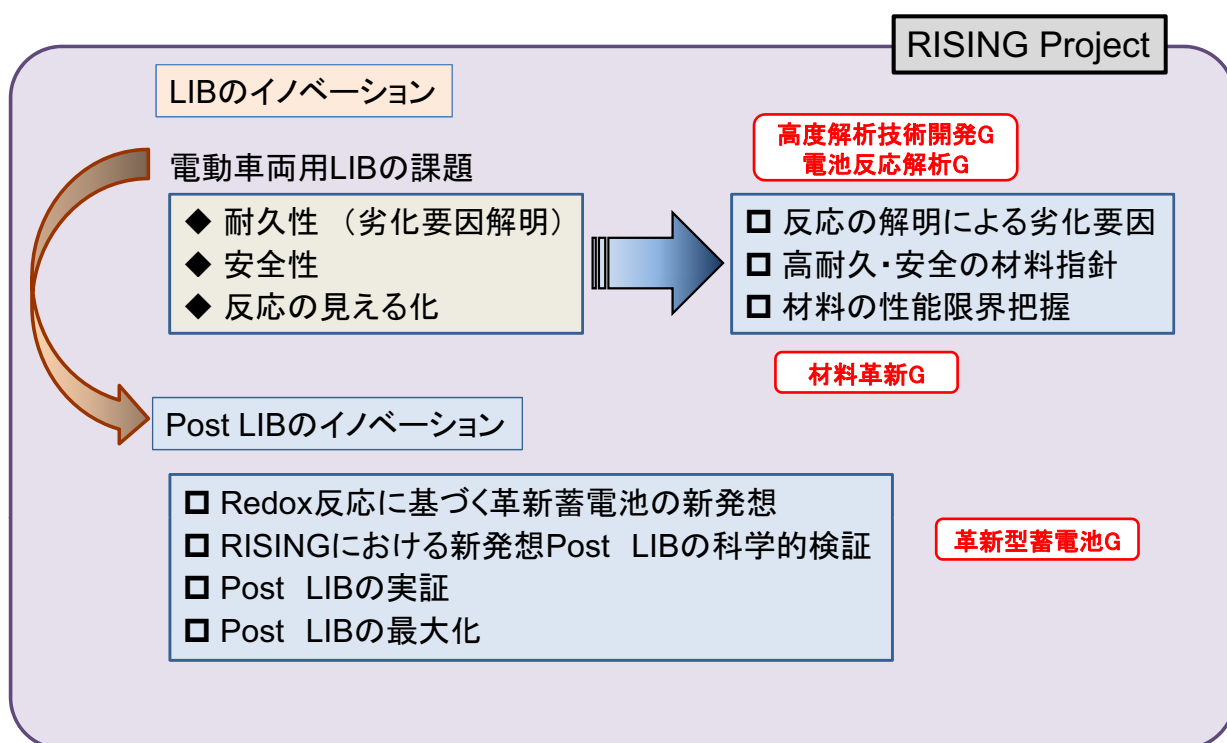 RISING Project
LIBのイノベーション
高度解析技術開発G
電池反応解析G
電動車両用LIBの課題
◆ 耐久性 （劣化要因解明）
◆ 安全性
◆ 反応の見える化
❑ 反応の解明による劣化要因
❑ 高耐久・安全の材料指針
❑ 材料の性能限界把握
材料革新G
Post LIBのイノベーション
❑ Redox反応に基づく革新蓄電池の新発想
❑ RISINGにおける新発想Post LIBの科学的検証
❑ Post LIBの実証
❑ Post LIBの最大化
革新型蓄電池G